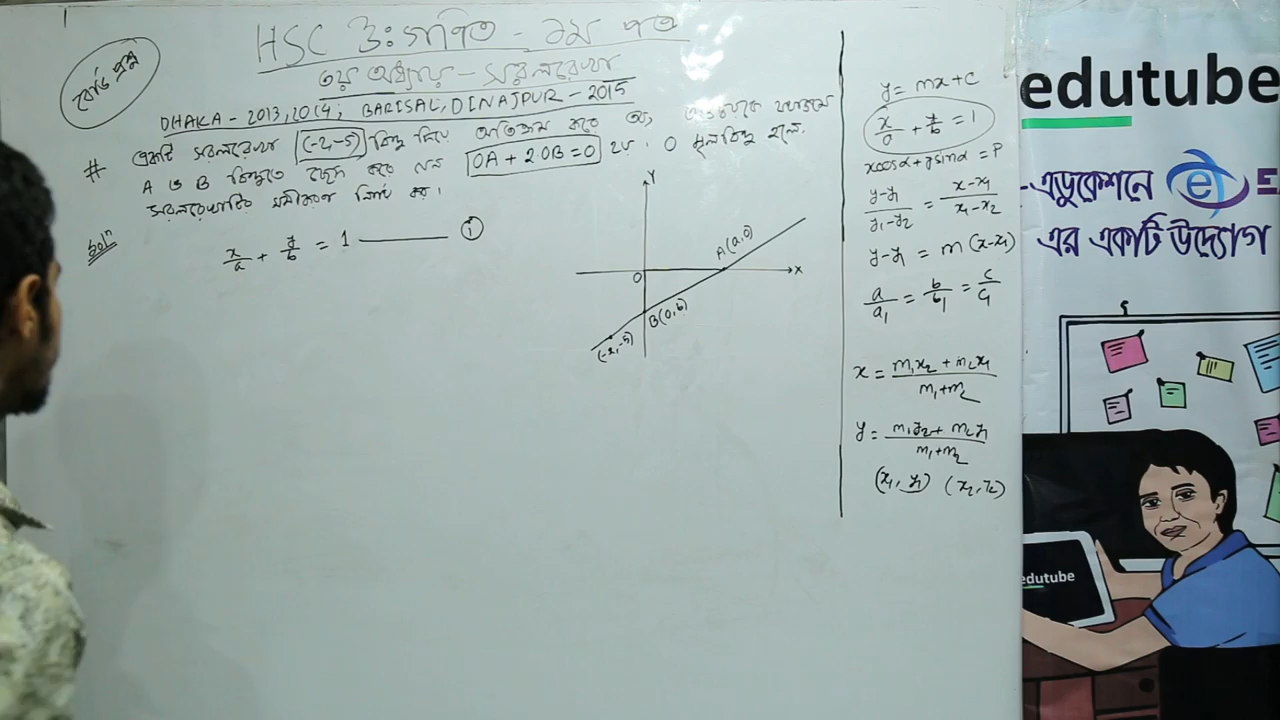 HSC উঃ গণিত - ১ম পত্র
৩য় অধ্যায় - সরলরেখা
বোর্ড প্রশ্ন
DHAKA - 2013, 2014; BARISAL, DINAJPUR - 2015
# একটি সরলরেখা (-2,-5) বিন্দু দিয়ে অতিক্রম করে এবং অক্ষদ্বয়কে যথাক্রমে
A ও B বিন্দুতে ছেদ করে যেন OA + 2.OB = 0 হয়. O মূলবিন্দু হলে.
সরলরেখাটির সমীকরণ নির্ণয় কর।
Solⁿ
x/a + y/b = 1 ——— ①
Y
A(a,0)
O
X
B(0,b)
(-2,-5)
y = mx+c
x/a + y/b = 1
xcosα+ysinα = P
y-y₁/y₁-y₂ = x-x₁/x₁-x₂
y-y₁ = m(x-x₁)
a/a₁ = b/b₁ = c/c₁
x = m₁x₂ + m₂x₁/m₁+m₂
y = m₁y₂ + m₂y₁/m₁+m₂
(x₁, y₁) (x₂, y₂)
edutube
-এডুকেশনে
এর একটি উদ্যোগ
edutube